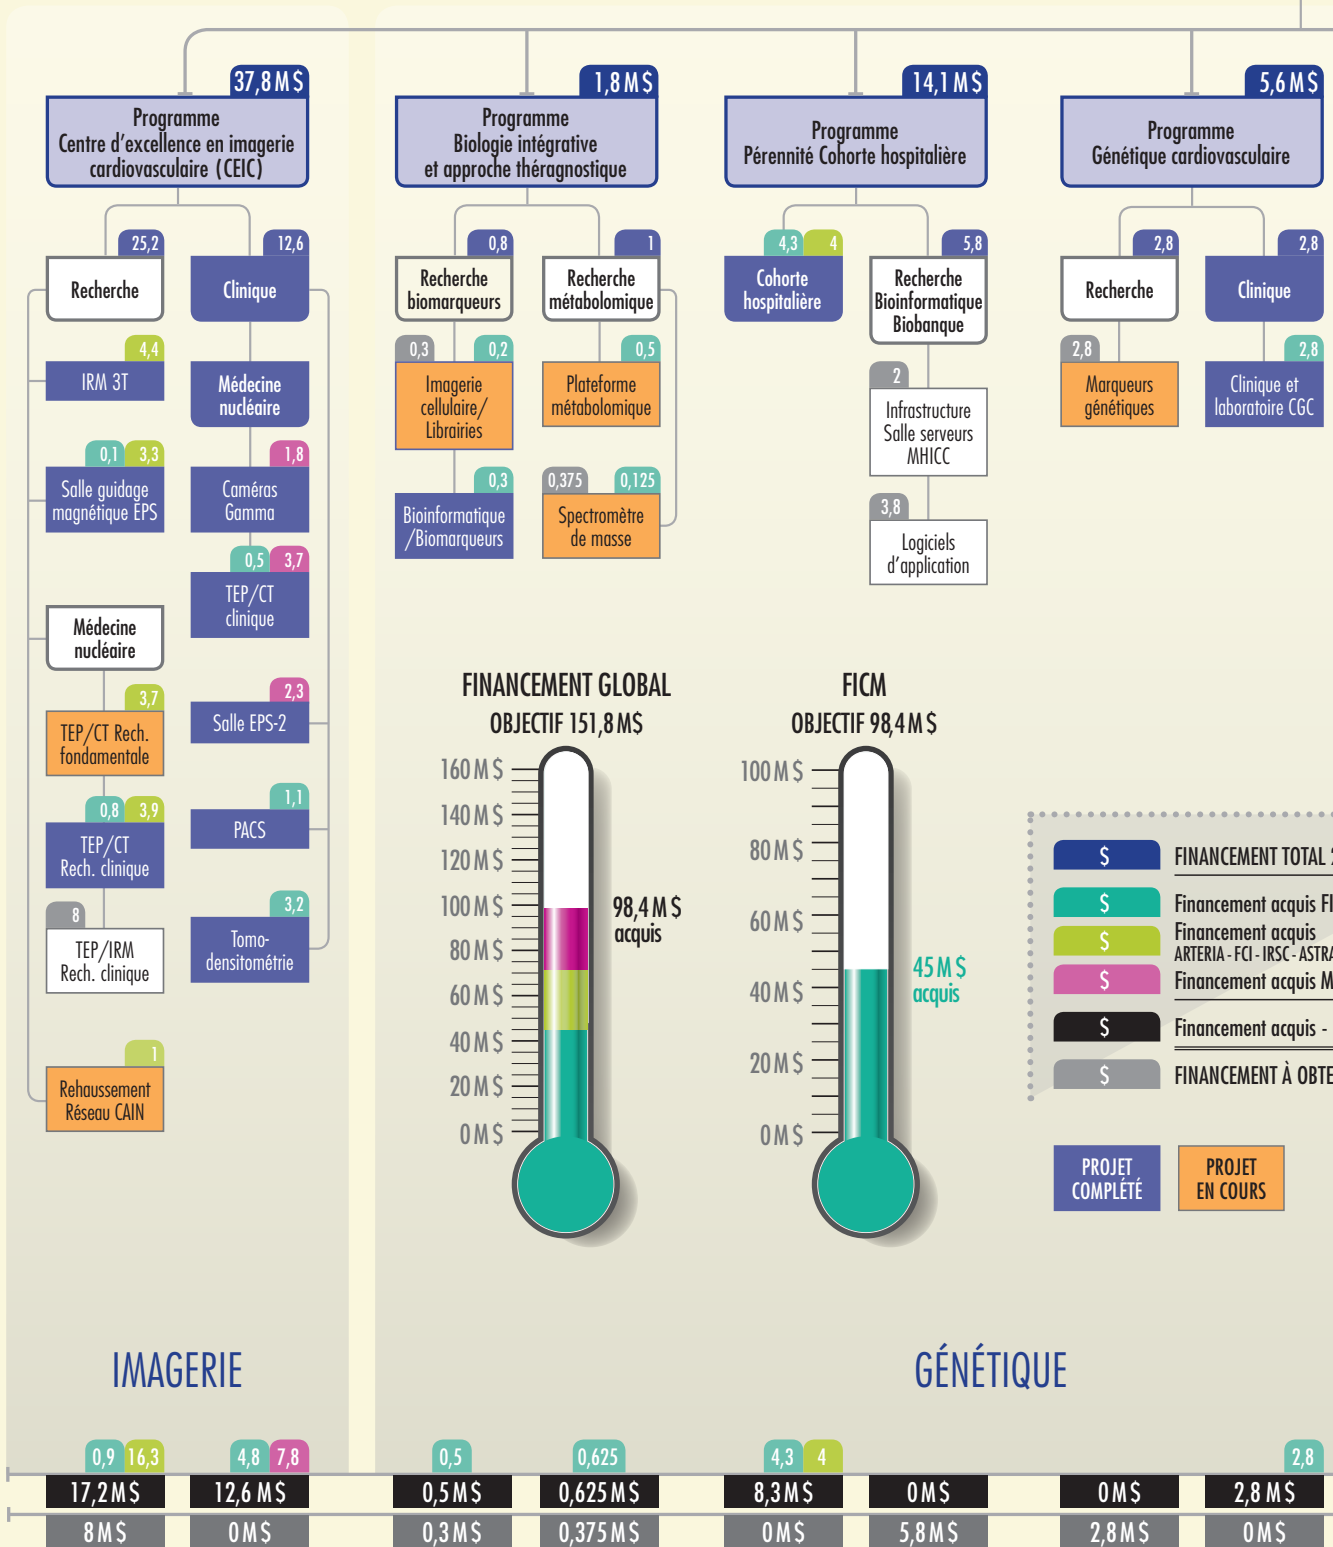 37,8 M $
Programme
Centre d’excellence en imagerie
cardiovasculaire (CEIC)
25,2
Recherche
12,6
Clinique
4,4
IRM 3T
Médecine
nucléaire
0,1 3,3
Salle guidage
magnétique EPS
1,8
Caméras
Gamma
0,5 3,7
TEP/CT
clinique
Médecine
nucléaire
3,7
TEP/CT Rech.
fondamentale
2,3
Salle EPS-2
0,8 3,9
TEP/CT
Rech. clinique
1,1
PACS
8
TEP/IRM
Rech. clinique
3,2
Tomo-
densitométrie
1
Rehaussement
Réseau CAIN
1,8 M $
Programme
Biologie intégrative
et approche théragnostique
0,8
Recherche
biomarqueurs
1
Recherche
métabolomique
0,3 0,2
Imagerie
cellulaire/
Librairies
0,5
Plateforme
métabolomique
0,3
Bioinformatique
/Biomarqueurs
0,375 0,125
Spectromètre
de masse
14,1 M $
Programme
Pérennité Cohorte hospitalière
4,3 4
Cohorte
hospitalière
5,8
Recherche
Bioinformatique
Biobanque
2
Infrastructure
Salle serveurs
MHICC
3,8
Logiciels
d’application
5,6 M $
Programme
Génétique cardiovasculaire
2,8
Recherche
2,8
Clinique
2,8
Marqueurs
génétiques
2,8
Clinique et
laboratoire CGC
FINANCEMENT GLOBAL
OBJECTIF 151,8 M$
160 M $
140 M $
120 M $
100 M $
80 M $
60 M $
40 M $
20 M $
0 M $
98,4 M $
acquis
FICM
OBJECTIF 98,4 M $
100 M $
80 M $
60 M $
40 M $
20 M $
0 M $
45 M $
acquis
$ FINANCEMENT TOTAL
$ Financement acquis
$ Financement acquis
ARTERIA - FCI - IRSC -
$ Financement acquis
$ Financement acquis -
$ FINANCEMENT À
PROJET
COMPLÉTÉ
PROJET
EN COURS
IMAGERIE
GÉNÉTIQUE
0,9 16,3 4,8 7,8 0,5 0,625 4,3 4 2,8
17,2 M $ 12,6 M $ 0,5 M $ 0,625 M $ 8,3 M $ 0 M $ 0 M $ 2,8 M $
8 M $ 0 M $ 0,3 M $ 0,375 M $ 0 M $ 5,8 M $ 2,8 M $ 0 M $